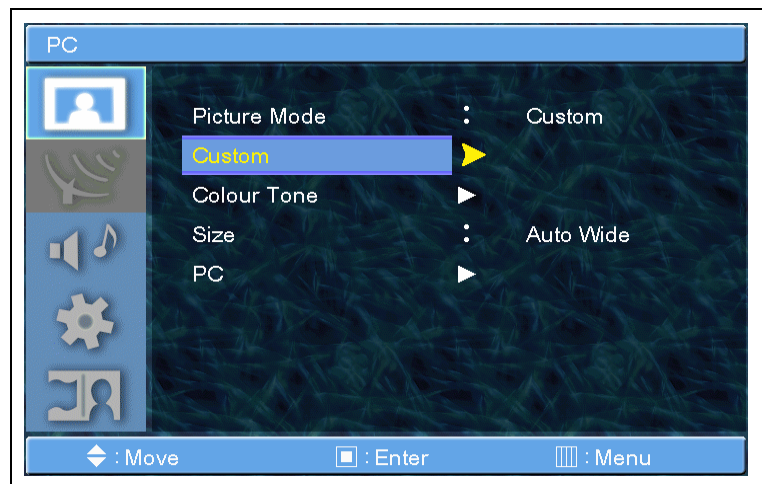 PC
Picture Mode : Custom
Custom
Colour Tone
Size : Auto Wide
PC
: Move : Enter : Menu